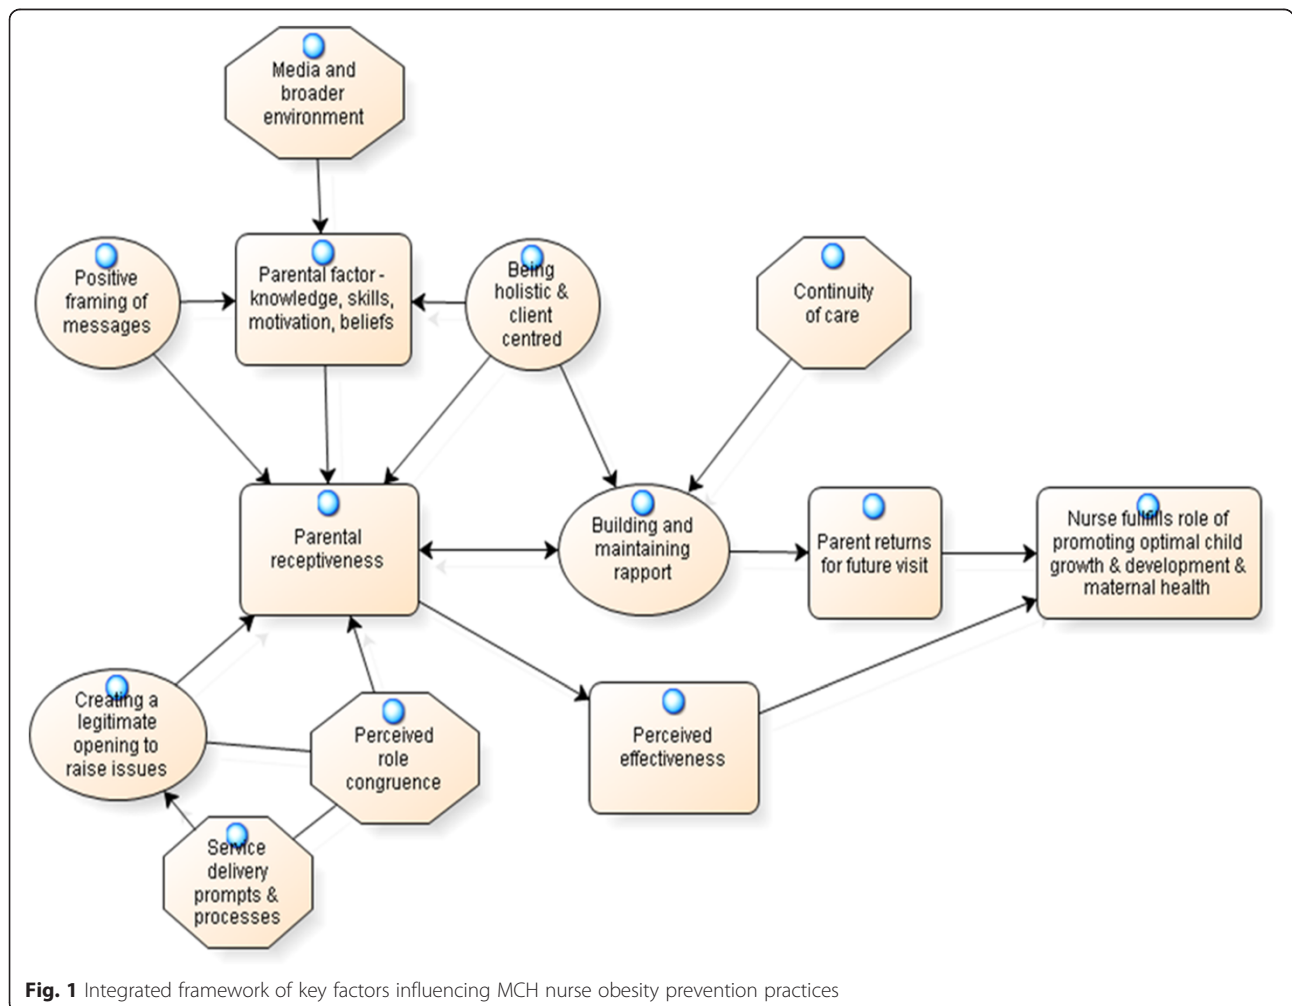 Media and
broader
environment
Positive
framing of
messages
Parental factor -
knowledge, skills,
motivation, beliefs
Being
holistic &
client
centred
Continuity
of care
Parental
receptiveness
Building and
maintaining
rapport
Parent returns
for future visit
Nurse fullfills role of
promoting optimal child
growth & development &
maternal health
Creating a
legitimate
opening to
raise issues
Perceived
role
congruence
Perceived
effectiveness
Service
delivery
prompts &
processes
Fig. 1 Integrated framework of key factors influencing MCH nurse obesity prevention practices